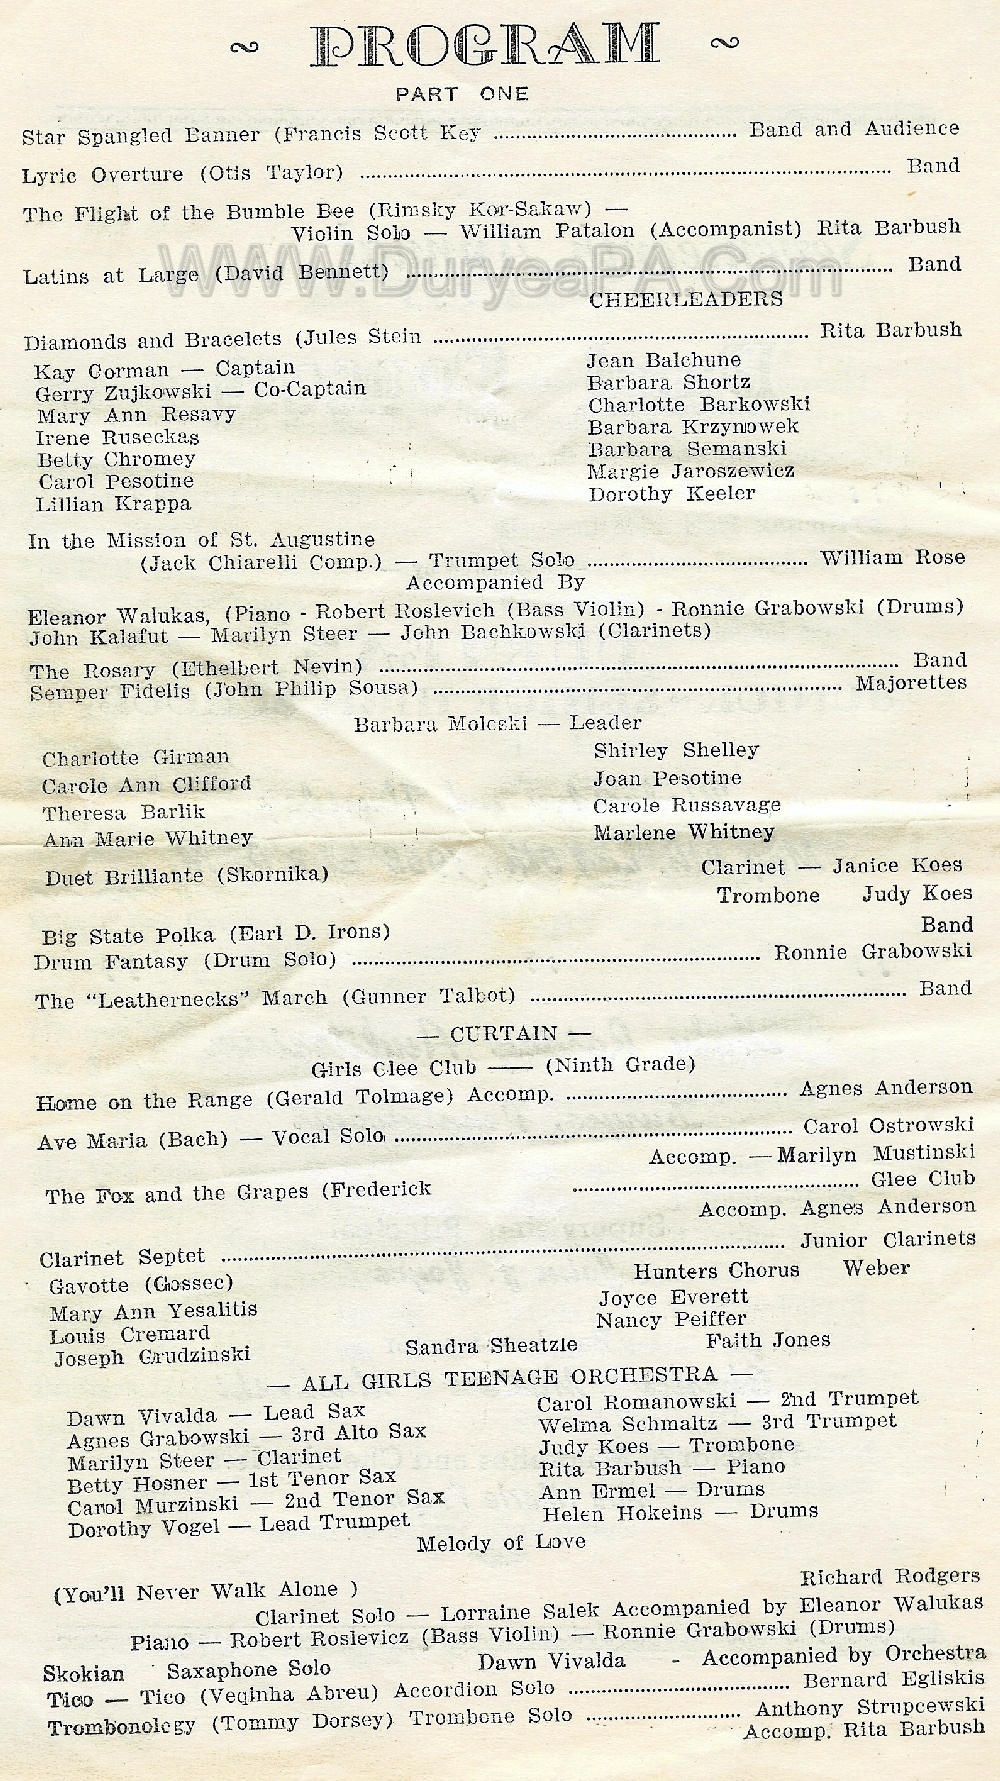 ~ PROGRAM ~
PART ONE
Star Spangled Banner (Francis Scott Key ........ Band and Audience
Lyric Overture (Otis Taylor) ........ Band
The Flight of the Bumble Bee (Rimsky Kor-Sakaw) —
Violin Solo — William Patalon (Accompanist) Rita Barbush
WWW.DuryeaPA.Com
Latins at Large (David Bennett) ........ Band
CHEERLEADERS
Diamonds and Bracelets (Jules Stein ........ Rita Barbush
Kay Gorman — Captain
Gerry Zujkowski — Co-Captain
Mary Ann Resavy
Irene Ruseckas
Betty Chromey
Carol Pesotine
Lillian Krappa
Jean Balchune
Barbara Shortz
Charlotte Barkowski
Barbara Krzynowek
Barbara Semanski
Margie Jaroszewicz
Dorothy Keeler
In the Mission of St. Augustine
(Jack Chiarelli Comp.) — Trumpet Solo ........ William Rose
Accompanied By
Eleanor Walukas, (Piano - Robert Roslevich (Bass Violin) - Ronnie Grabowski (Drums)
John Kalafut — Marilyn Steer — John Bachkowski (Clarinets)
The Rosary (Ethelbert Nevin) ........ Band
Semper Fidelis (John Philip Sousa) ........ Majorettes
Barbara Moleski — Leader
Charlotte Girman
Carole Ann Clifford
Theresa Barlik
Ann Marie Whitney
Shirley Shelley
Joan Pesotine
Carole Russavage
Marlene Whitney
Duet Brilliante (Skornika) Clarinet — Janice Koes
Trombone Judy Koes
Big State Polka (Earl D. Irons) Band
Drum Fantasy (Drum Solo) ........ Ronnie Grabowski
The "Leathernecks" March (Gunner Talbot) ........ Band
— CURTAIN —
Girls Glee Club —— (Ninth Grade)
Home on the Range (Gerald Tolmage) Accomp. ........ Agnes Anderson
Ave Maria (Bach) — Vocal Solo ........ Carol Ostrowski
Accomp. — Marilyn Mustinski
The Fox and the Grapes (Frederick ........ Glee Club
Accomp. Agnes Anderson
Clarinet Septet ........ Junior Clarinets
Gavotte (Gossec) Hunters Chorus Weber
Mary Ann Yesalitis Joyce Everett
Louis Cremard Nancy Peiffer
Joseph Grudzinski Sandra Sheatzle Faith Jones
— ALL GIRLS TEENAGE ORCHESTRA —
Dawn Vivalda — Lead Sax
Agnes Grabowski — 3rd Alto Sax
Marilyn Steer — Clarinet
Betty Hosner — 1st Tenor Sax
Carol Murzinski — 2nd Tenor Sax
Dorothy Vogel — Lead Trumpet
Carol Romanowski — 2nd Trumpet
Welma Schmaltz — 3rd Trumpet
Judy Koes — Trombone
Rita Barbush — Piano
Ann Ermel — Drums
Helen Hokeins — Drums
Melody of Love
(You'll Never Walk Alone ) Richard Rodgers
Clarinet Solo — Lorraine Salek Accompanied by Eleanor Walukas
Piano — Robert Roslevicz (Bass Violin) — Ronnie Grabowski (Drums)
Skokian Saxaphone Solo Dawn Vivalda - Accompanied by Orchestra
Tico — Tico (Veqinha Abreu) Accordion Solo ........ Bernard Egliskis
Trombonology (Tommy Dorsey) Trombone Solo ........ Anthony Strupcewski
Accomp. Rita Barbush